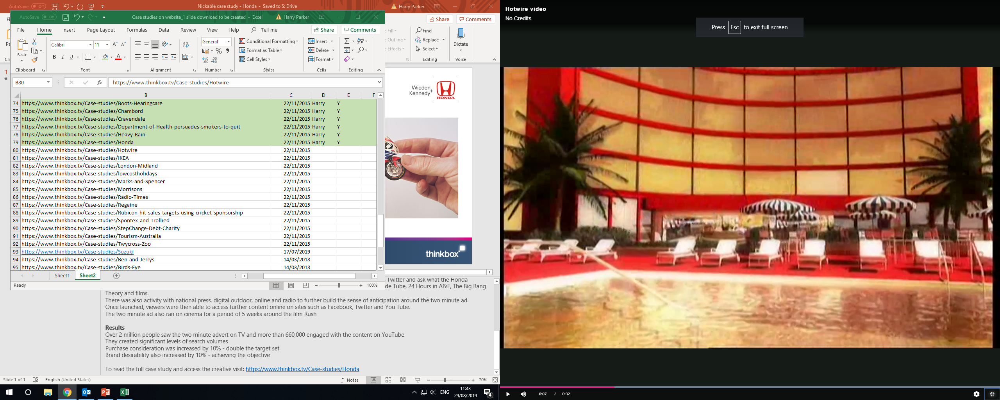 AutoSave Off
Nickable case study - Honda - Saved to S: Drive
Harry Parker
AutoSave Off
Case studies on website_1 slide download to be created - Excel
Harry Parker
Share
Comments
File Home Insert Page Layout Formulas Data Review View Help Tell me
Share
Comments
Paste
Clipboard
Calibri 11
B I U
Font
Alignment
General
Number
Conditional Formatting
Format as Table
Cell Styles
Styles
Insert
Delete
Format
Cells
Editing
Fill
Outline
Effects
Find
Replace
Select
Editing
Dictate
Voice
B80
https://www.thinkbox.tv/Case-studies/Hotwire
B C D E F
74 https://www.thinkbox.tv/Case-studies/Boots-Hearingcare 22/11/2015 Harry Y
75 https://www.thinkbox.tv/Case-studies/Chambord 22/11/2015 Harry Y
76 https://www.thinkbox.tv/Case-studies/Cravendale 22/11/2015 Harry Y
77 https://www.thinkbox.tv/Case-studies/Department-of-Health-persuades-smokers-to-quit 22/11/2015 Harry Y
78 https://www.thinkbox.tv/Case-studies/Heavy-Rain 22/11/2015 Harry Y
79 https://www.thinkbox.tv/Case-studies/Honda 22/11/2015 Harry Y
80 https://www.thinkbox.tv/Case-studies/Hotwire 22/11/2015
81 https://www.thinkbox.tv/Case-studies/IKEA 22/11/2015
82 https://www.thinkbox.tv/Case-studies/London-Midland 22/11/2015
83 https://www.thinkbox.tv/Case-studies/lowcostholidays 22/11/2015
84 https://www.thinkbox.tv/Case-studies/Marks-and-Spencer 22/11/2015
85 https://www.thinkbox.tv/Case-studies/Morrisons 22/11/2015
86 https://www.thinkbox.tv/Case-studies/Radio-Times 22/11/2015
87 https://www.thinkbox.tv/Case-studies/Regaine 22/11/2015
88 https://www.thinkbox.tv/Case-studies/Rubicon-hit-sales-targets-using-cricket-sponsorship 22/11/2015
89 https://www.thinkbox.tv/Case-studies/Spontex-and-Trollied 22/11/2015
90 https://www.thinkbox.tv/Case-studies/StepChange-Debt-Charity 22/11/2015
91 https://www.thinkbox.tv/Case-studies/Tourism-Australia 22/11/2015
92 https://www.thinkbox.tv/Case-studies/Twycross-Zoo 22/11/2015
93 https://www.thinkbox.tv/Case-studies/Suzuki 17/07/2019
94 https://www.thinkbox.tv/Case-studies/Ben-and-Jerrys 14/03/2018
95 https://www.thinkbox.tv/Case-studies/Birds-Eye 14/03/2018
Sheet1 Sheet2
Ready
100%
1
Wieden
Kennedy+
HONDA
thinkbox
Twitter and ask what the Honda
de Tube, 24 Hours in A&E, The Big Bang
Theory and films.
There was also activity with national press, digital outdoor, online and radio to further build the sense of anticipation around the two minute ad.
Once launched, viewers were then able to access further content online on sites such as Facebook, Twitter and You Tube.
The two minute ad also ran on cinema for a period of 5 weeks around the film Rush
Results
Over 2 million people saw the two minute advert on TV and more than 660,000 engaged with the content on YouTube
They created significant levels of search volumes
Purchase consideration was increased by 10% - double the target set
Brand desirability also increased by 10% - achieving the objective
To read the full case study and access the creative visit: https://www.thinkbox.tv/Case-studies/Honda
Slide 1 of 1
English (United States)
Notes
70%
ENG
11:43
29/08/2019
4
Hotwire video
No Credits
Press Esc to exit full screen
0:07 / 0:32